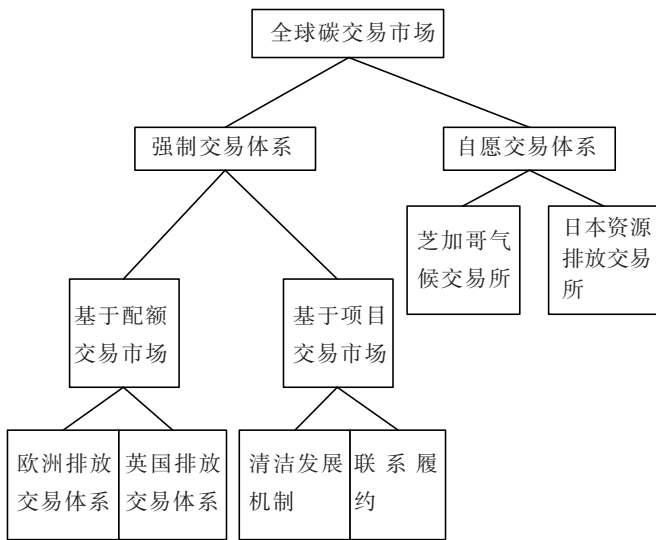 全球碳交易市场
强制交易体系
自愿交易体系
芝加哥气
候交易所
日本资源
排放交易
所
基于配额
交易市场
基于项目
交易市场
欧洲排放
交易体系
英国排放
交易体系
清洁发展
机制
联系履
约